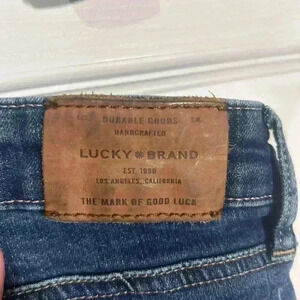 DURABLE GOODS
HANDCRAFTED
LUCKY BRAND
EST. 1990
LOS ANGELES, CALIFORNIA
THE MARK OF GOOD LUCK